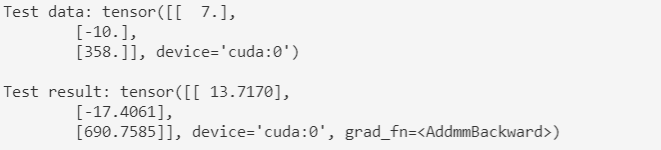 Test data: tensor([[  7.],
        [-10.],
        [358.]], device='cuda:0')
Test result: tensor([[ 13.7170],
        [-17.4061],
        [690.7585]], device='cuda:0', grad_fn=<AddmmBackward>)